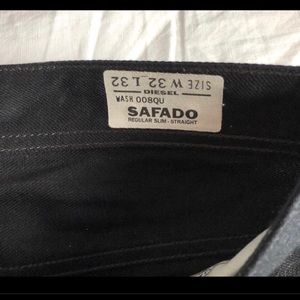 SIZE W 32 L 32
DIESEL
WASH 008QU
SAFADO
REGULAR SLIM - STRAIGHT